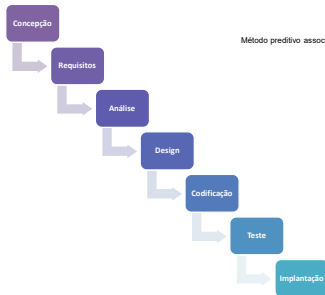 Concepção
Método preditivo assoc
Requisitos
Análise
Design
Codificação
Teste
Implantação